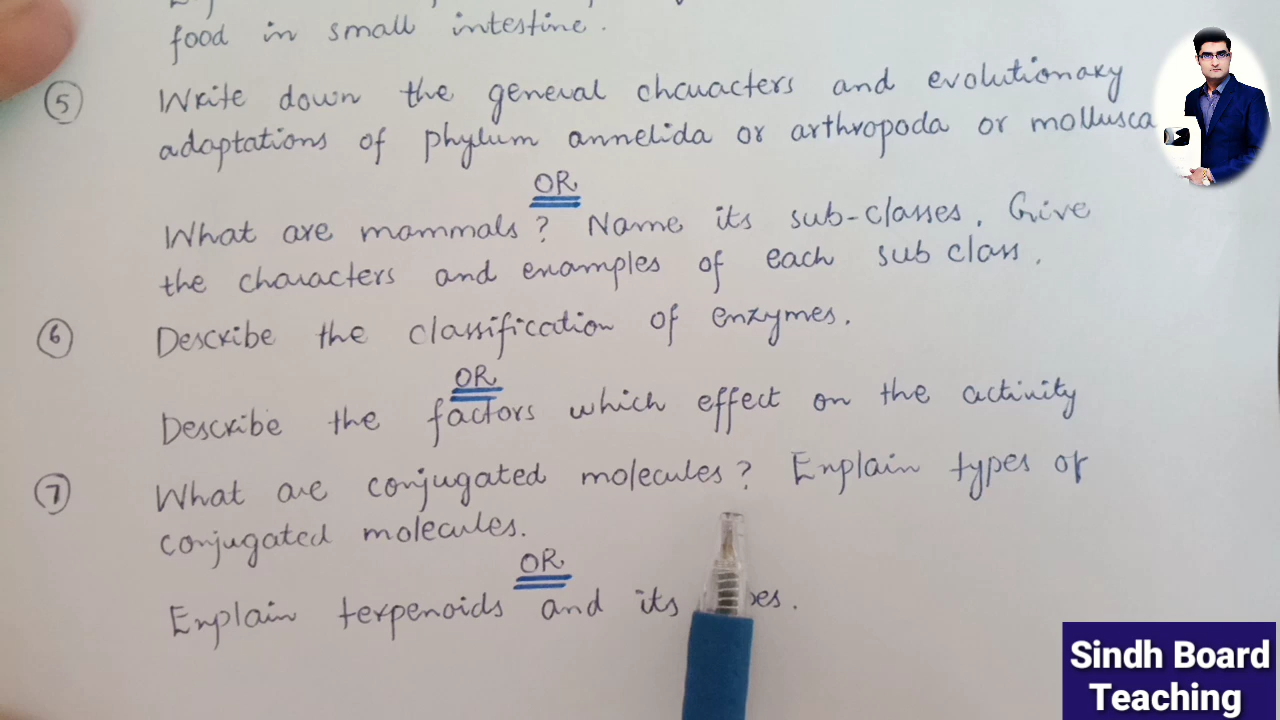 food in small intestine.
5 Write down the general characters and evolutionary
adaptations of phylum annelida or arthropoda or mollusca
OR
What are mammals? Name its sub-classes. Give
the characters and examples of each sub class.
6 Describe the classification of enzymes.
OR
Describe the factors which effect on the activity
7 What are conjugated molecules? Explain types of
conjugated molecules.
OR
Explain terpenoids and its
Sindh Board
Teaching